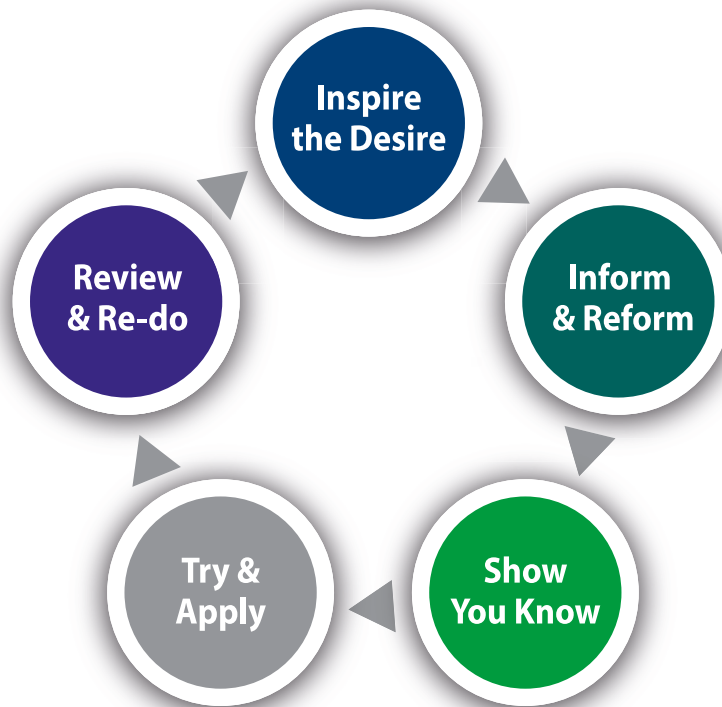 Inspire
the Desire
Inform
& Reform
Show
You Know
Try &
Apply
Review
& Re-do